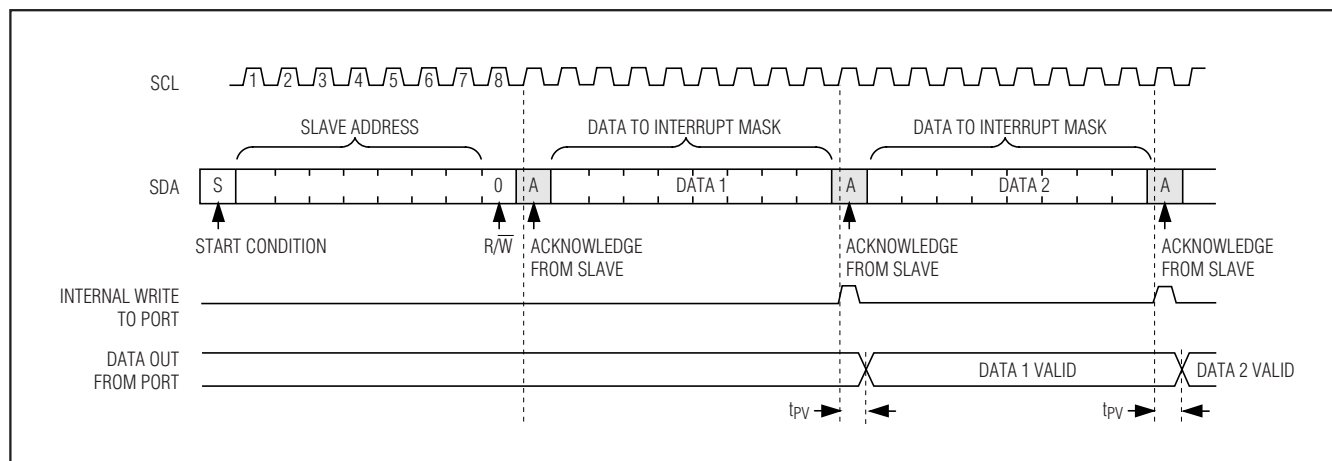 SCL
1 2 3 4 5 6 7 8
SLAVE ADDRESS
DATA TO INTERRUPT MASK
DATA TO INTERRUPT MASK
SDA
S
0
A
DATA 1
A
DATA 2
A
START CONDITION
R/W̅
ACKNOWLEDGE
FROM SLAVE
ACKNOWLEDGE
FROM SLAVE
ACKNOWLEDGE
FROM SLAVE
INTERNAL WRITE
TO PORT
DATA OUT
FROM PORT
DATA 1 VALID
DATA 2 VALID
tPV
tPV